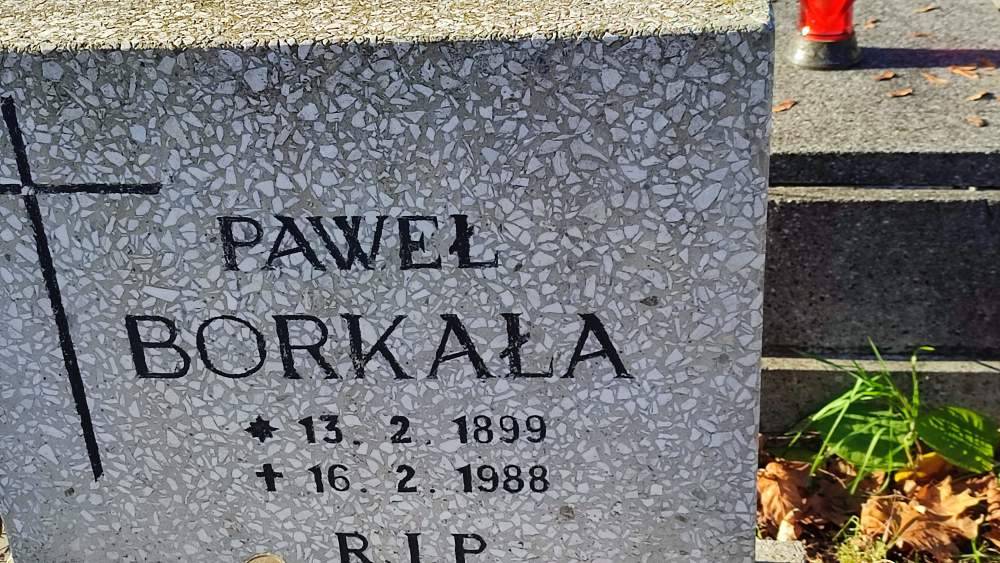 PAWEŁ
BORKAŁA
* 13. 2. 1899
✝ 16. 2. 1988
R.I.P